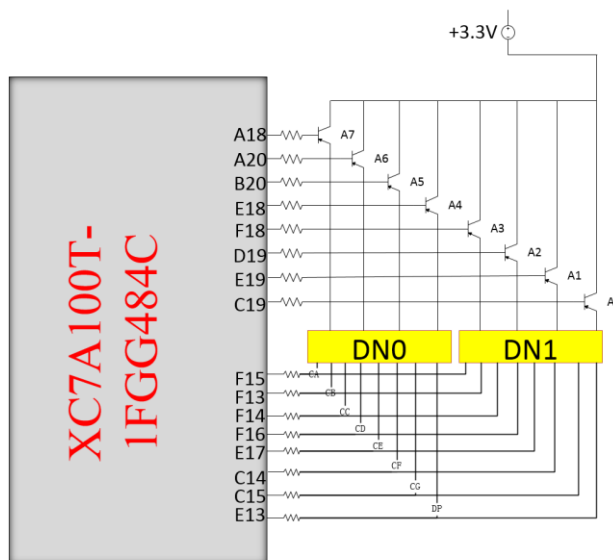 +3.3V
XC7A100T-
1FGG484C
A18
A7
A20
A6
B20
A5
E18
A4
F18
A3
D19
A2
E19
A1
C19
A
DN0
DN1
F15
CA
F13
CB
CC
F14
CD
F16
CE
E17
CF
C14
CG
C15
DP
E13